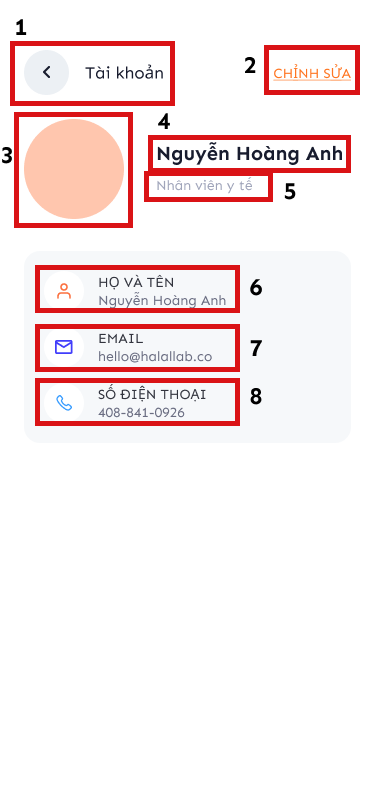 1
Tài khoản
2
CHỈNH SỬA
3
4
Nguyễn Hoàng Anh
Nhân viên y tế
5
HỌ VÀ TÊN
Nguyễn Hoàng Anh
6
EMAIL
hello@halallab.co
7
SỐ ĐIỆN THOẠI
408-841-0926
8